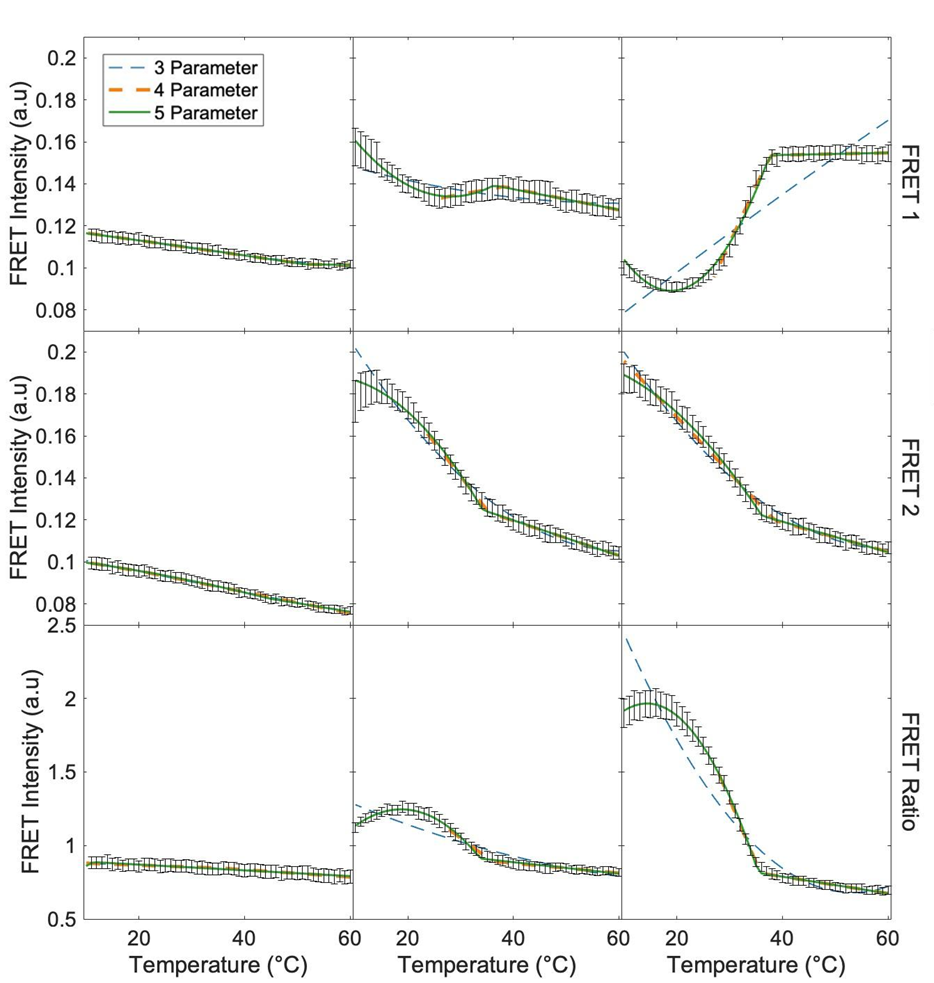 3 Parameter
4 Parameter
5 Parameter
FRET Intensity (a.u)
0.2
0.18
0.16
0.14
0.12
0.1
0.08
FRET 1
FRET Intensity (a.u)
0.2
0.18
0.16
0.14
0.12
0.1
0.08
FRET 2
FRET Intensity (a.u)
2.5
2
1.5
1
0.5
FRET Ratio
20 40 60 20 40 60 20 40 60
Temperature (°C) Temperature (°C) Temperature (°C)